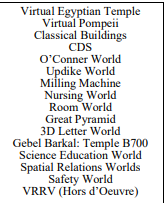 Virtual Egyptian Temple
Virtual Pompeii
Classical Buildings
CDS
O'Conner World
Updike World
Milling Machine
Nursing World
Room World
Great Pyramid
3D Letter World
Gebel Barkal: Temple B700
Science Education World
Spatial Relations Worlds
Safety World
VRRV (Hors d'Oeuvre)